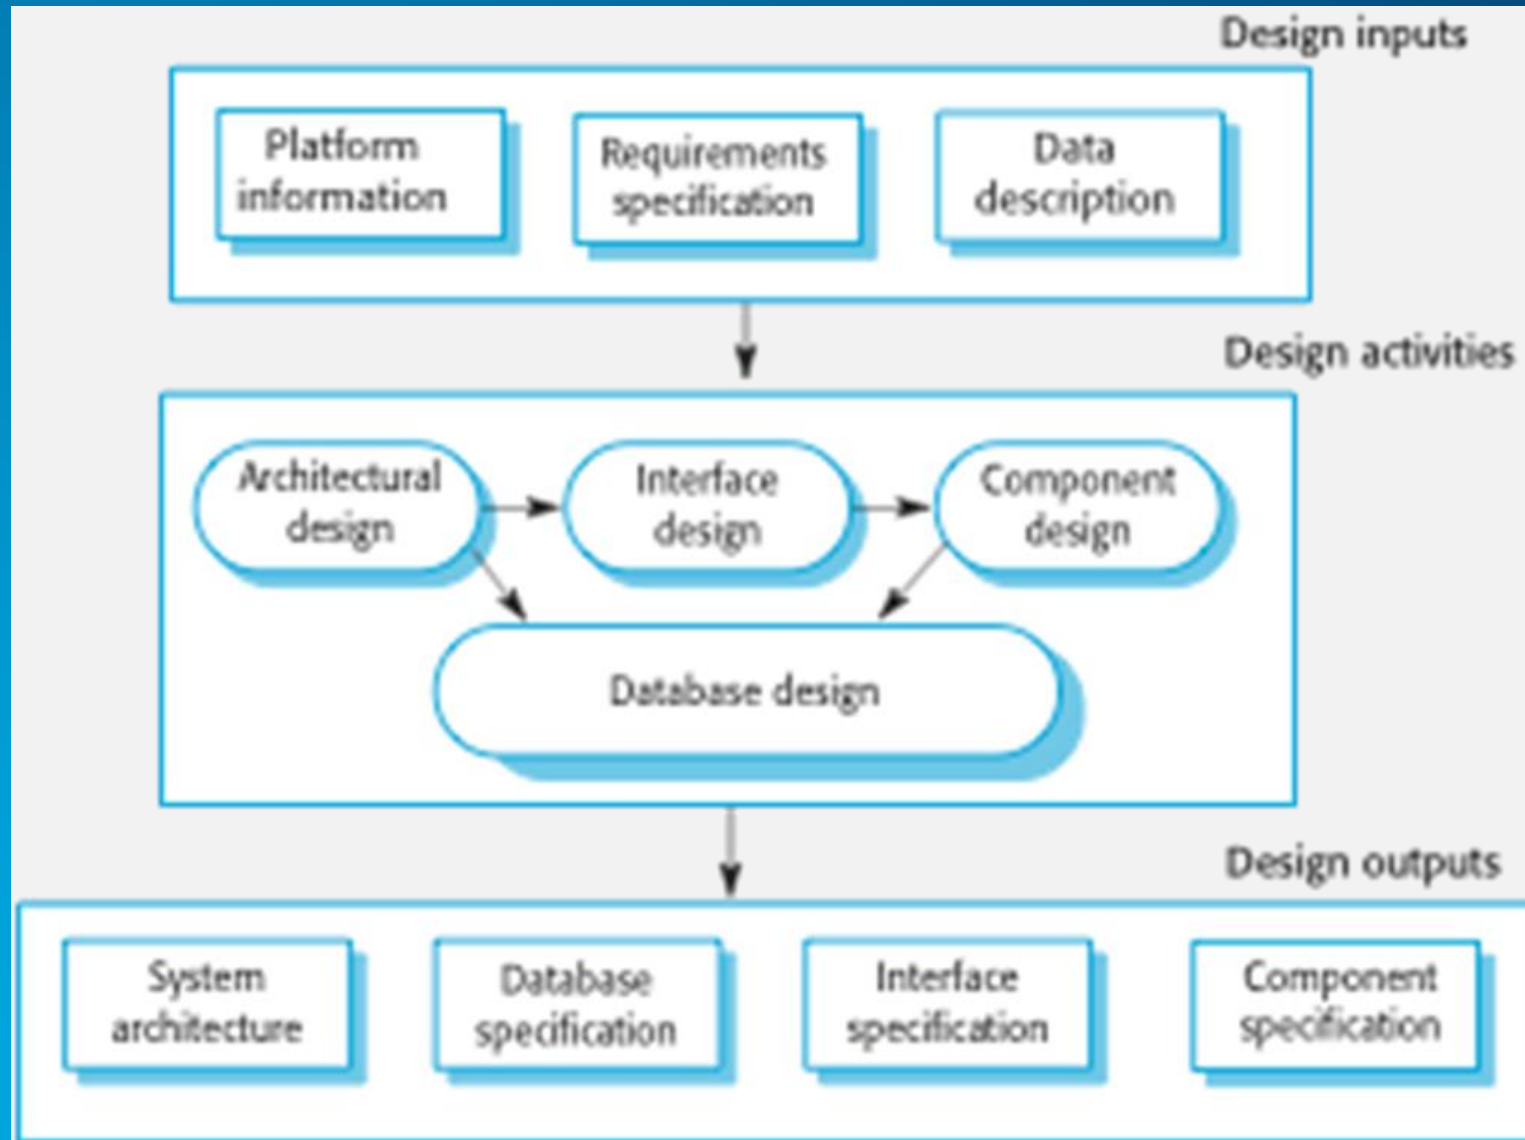 Design inputs
Platform
information
Requirements
specification
Data
description
Design activities
Architectural
design
Interface
design
Component
design
Database design
Design outputs
System
architecture
Database
specification
Interface
specification
Component
specification